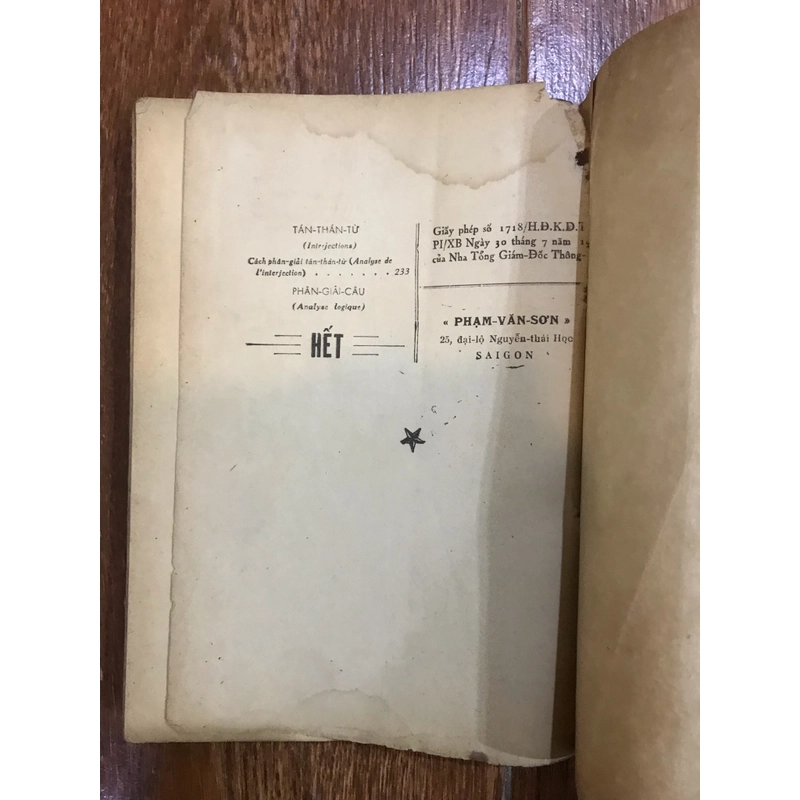 TÁN-THÁN-TỪ
(Interjections)
Cách phân-giải tán-thán-từ (Analyse de
l'interjection) . . . . . . . 233
PHÂN-GIẢI-CÂU
(Analyse logique)
HẾT
Giấy phép số 1718/H.Đ.K.D.T
PI/XB Ngày 30 tháng 7 năm
của Nha Tổng Giám-Đốc Thông-
« PHẠM-VĂN-SƠN »
25, đại-lộ Nguyễn-thái Học
SAIGON